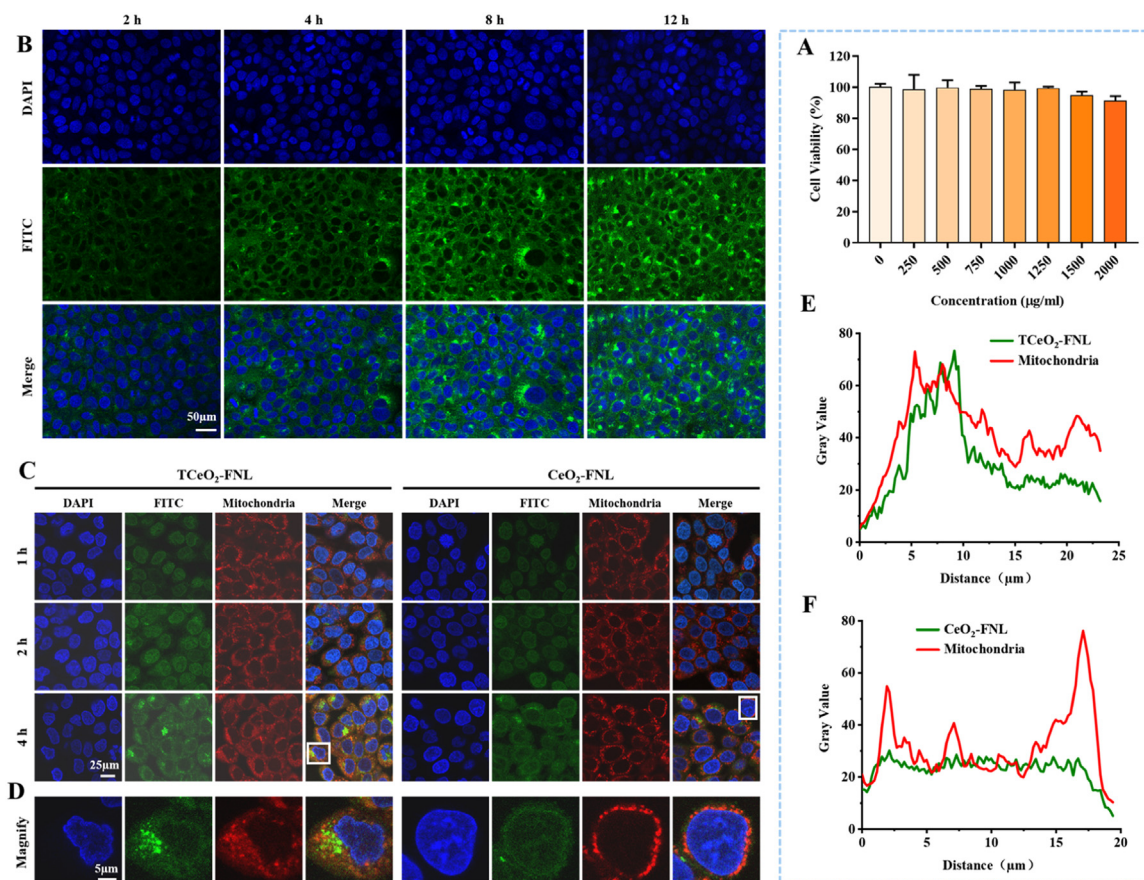 2 h 4 h 8 h 12 h
B
DAPI
FITC
Merge
50μm
C
TCeO₂-FNL CeO₂-FNL
DAPI FITC Mitochondria Merge DAPI FITC Mitochondria Merge
1 h
2 h
4 h
25μm
D
Magnify
5μm
A
Cell Viability (%)
120
100
80
60
40
20
0
0 250 500 750 1000 1250 1500 2000
Concentration (μg/ml)
E
TCeO₂-FNL
Mitochondria
Gray Value
80
60
40
20
0
0 5 10 15 20 25
Distance（μm）
F
CeO₂-FNL
Mitochondria
Gray Value
80
60
40
20
0
0 5 10 15 20
Distance（μm）